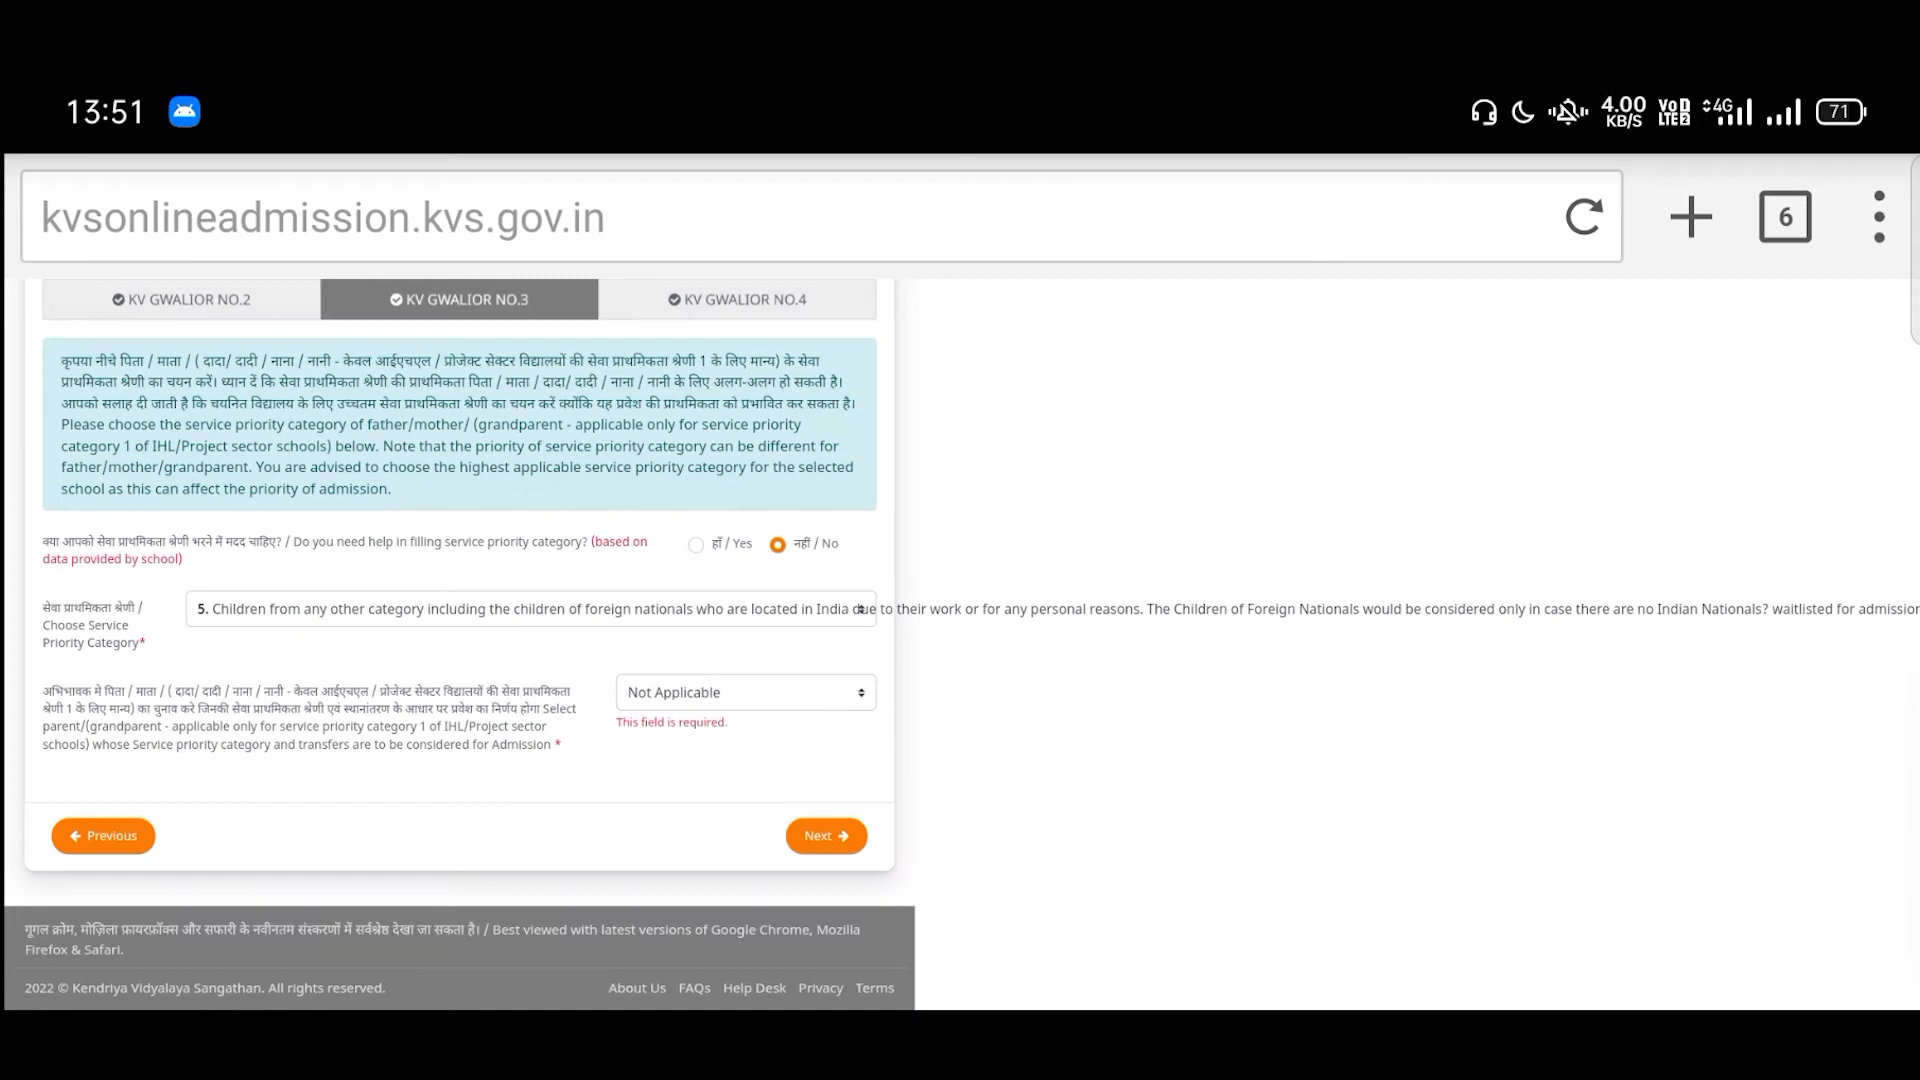 13:51
4.00 KB/S
VoLTE2
4G
71
kvsonlineadmission.kvs.gov.in
6
KV GWALIOR NO.2
KV GWALIOR NO.3
KV GWALIOR NO.4
कृपया नीचे पिता / माता / ( दादा/ दादी / नाना / नानी - केवल आईएचएल / प्रोजेक्ट सेक्टर विद्यालयों की सेवा प्राथमिकता श्रेणी 1 के लिए मान्य) के सेवा
प्राथमिकता श्रेणी का चयन करें। ध्यान दें कि सेवा प्राथमिकता श्रेणी की प्राथमिकता पिता / माता / दादा/ दादी / नाना / नानी के लिए अलग-अलग हो सकती है।
आपको सलाह दी जाती है कि चयनित विद्यालय के लिए उच्चतम सेवा प्राथमिकता श्रेणी का चयन करें क्योंकि यह प्रवेश की प्राथमिकता को प्रभावित कर सकता है।
Please choose the service priority category of father/mother/ (grandparent - applicable only for service priority
category 1 of IHL/Project sector schools) below. Note that the priority of service priority category can be different for
father/mother/grandparent. You are advised to choose the highest applicable service priority category for the selected
school as this can affect the priority of admission.
क्या आपको सेवा प्राथमिकता श्रेणी भरने में मदद चाहिए? / Do you need help in filling service priority category? (based on
data provided by school)
हाँ / Yes
नहीं / No
सेवा प्राथमिकता श्रेणी /
Choose Service
Priority Category*
5. Children from any other category including the children of foreign nationals who are located in India due to their work or for any personal reasons. The Children of Foreign Nationals would be considered only in case there are no Indian Nationals? waitlisted for admission
अभिभावक मे पिता / माता / ( दादा/ दादी / नाना / नानी - केवल आईएचएल / प्रोजेक्ट सेक्टर विद्यालयों की सेवा प्राथमिकता
श्रेणी 1 के लिए मान्य) का चुनाव करे जिनकी सेवा प्राथमिकता श्रेणी एवं स्थानांतरण के आधार पर प्रवेश का निर्णय होगा Select
parent/(grandparent - applicable only for service priority category 1 of IHL/Project sector
schools) whose Service priority category and transfers are to be considered for Admission *
Not Applicable
This field is required.
Previous
Next
गूगल क्रोम, मोज़िला फ़ायरफ़ॉक्स और सफारी के नवीनतम संस्करणों में सर्वश्रेष्ठ देखा जा सकता है। / Best viewed with latest versions of Google Chrome, Mozilla
Firefox & Safari.
2022 © Kendriya Vidyalaya Sangathan. All rights reserved.
About Us FAQs Help Desk Privacy Terms